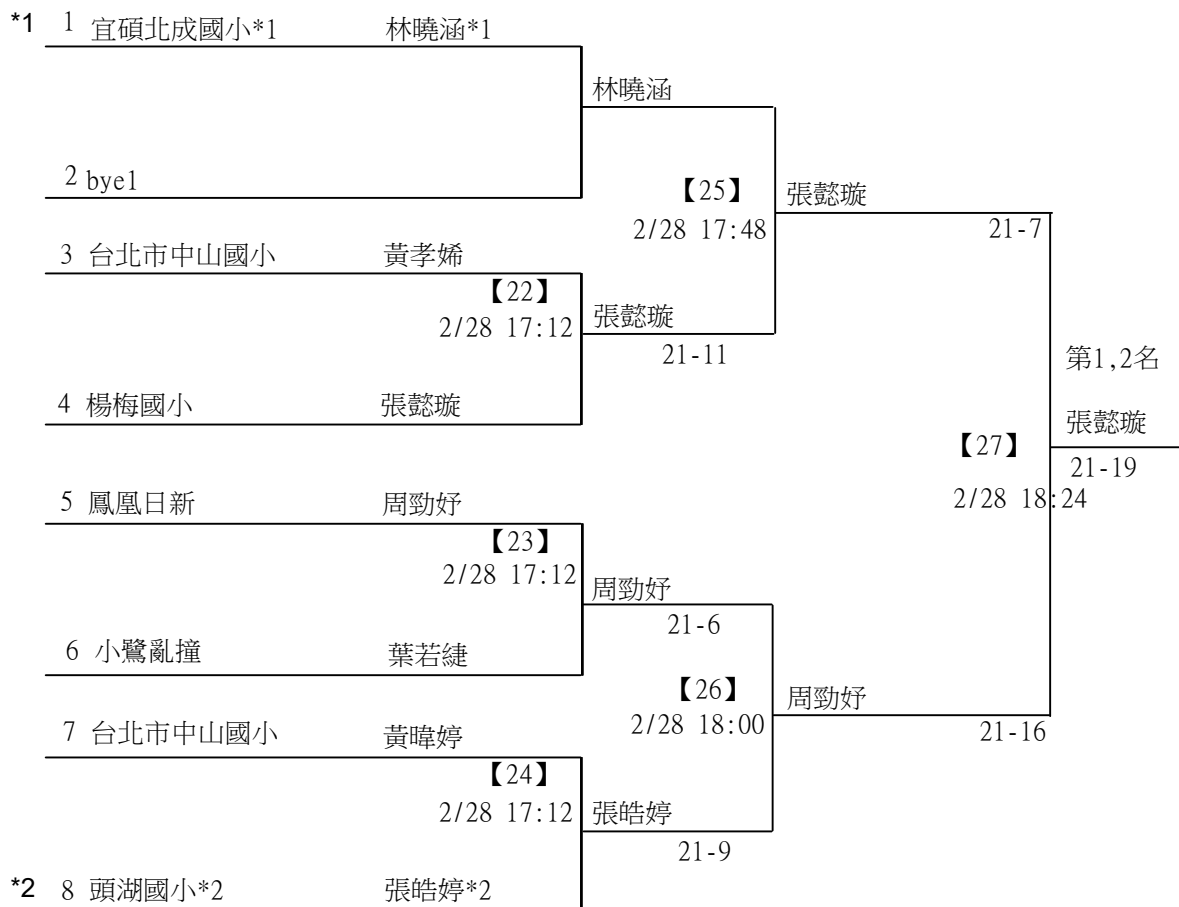 *1 1 宜碩北成國小*1 林曉涵*1
林曉涵
2 bye1
【25】
2/28 17:48
張懿璇
21-7
3 台北市中山國小 黃孝婼
【22】
2/28 17:12
張懿璇
21-11
第1,2名
4 楊梅國小 張懿璇
張懿璇
【27】
21-19
2/28 18:24
5 鳳凰日新 周勁妤
【23】
2/28 17:12
周勁妤
21-6
6 小鷺亂撞 葉若緁
【26】
2/28 18:00
周勁妤
21-16
7 台北市中山國小 黃暐婷
【24】
2/28 17:12
張皓婷
21-9
*2 8 頭湖國小*2 張皓婷*2